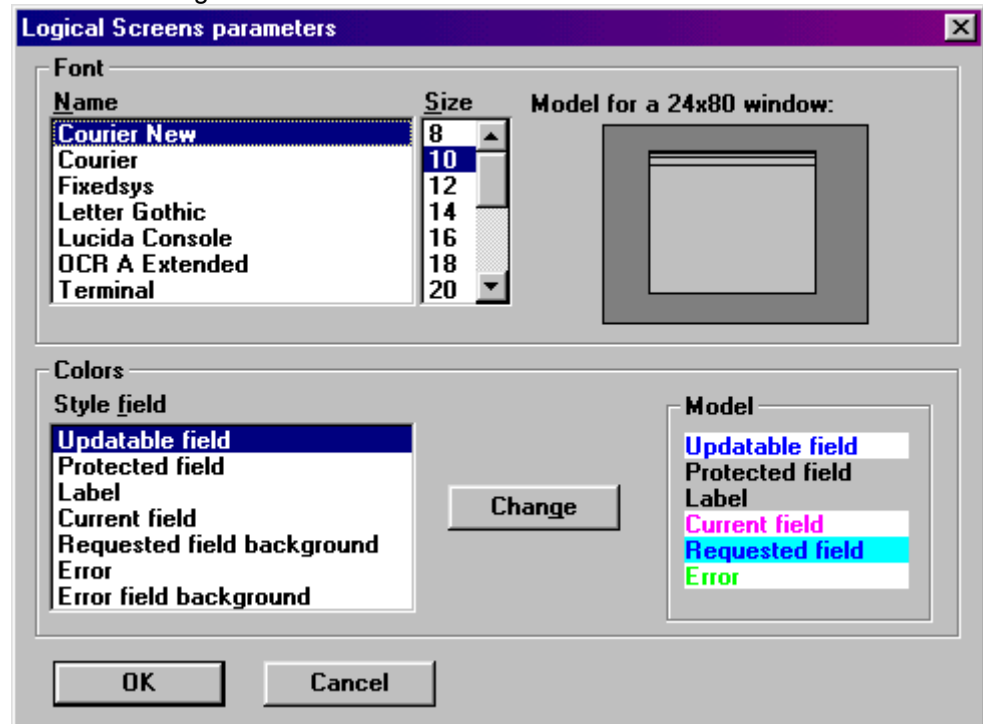 Logical Screens parameters
Font
Name
Size
Model for a 24x80 window:
Courier New
Courier
Fixedsys
Letter Gothic
Lucida Console
OCR A Extended
Terminal
8
10
12
14
16
18
20
Colors
Style field
Updatable field
Protected field
Label
Current field
Requested field background
Error
Error field background
Change
Model
Updatable field
Protected field
Label
Current field
Requested field
Error
OK
Cancel